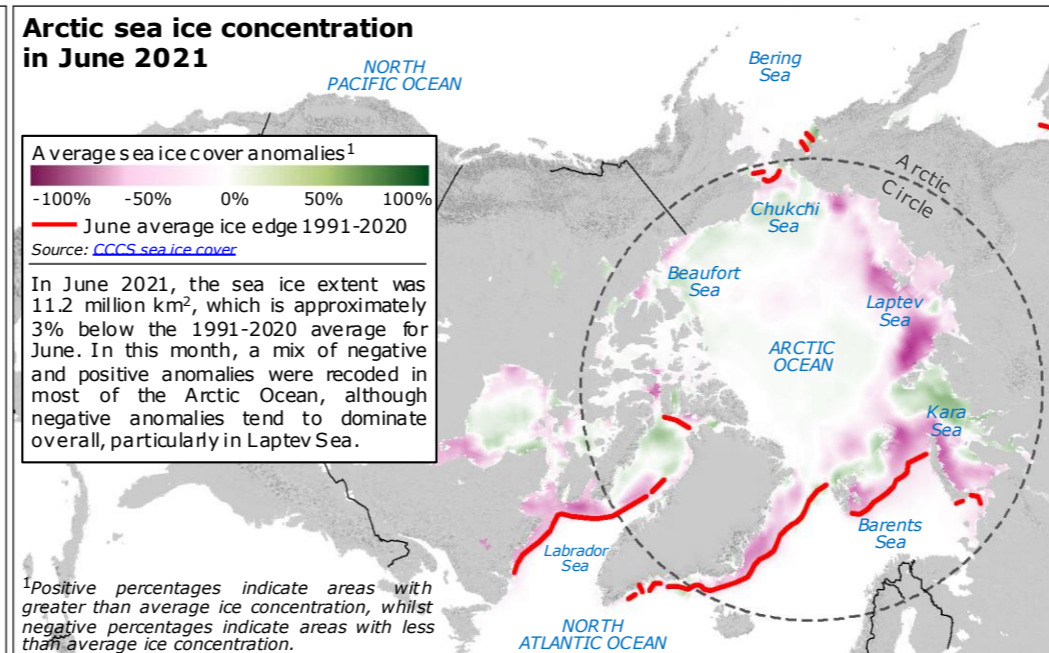 Arctic sea ice concentration
in June 2021
NORTH
PACIFIC OCEAN
Bering
Sea
Average sea ice cover anomalies¹
-100% -50% 0% 50% 100%
June average ice edge 1991-2020
Source: CCCS sea ice cover
In June 2021, the sea ice extent was
11.2 million km², which is approximately
3% below the 1991-2020 average for
June. In this month, a mix of negative
and positive anomalies were recoded in
most of the Arctic Ocean, although
negative anomalies tend to dominate
overall, particularly in Laptev Sea.
Arctic
Circle
Chukchi
Sea
Beaufort
Sea
Laptev
Sea
ARCTIC
OCEAN
Kara
Sea
Barents
Sea
Labrador
Sea
NORTH
ATLANTIC OCEAN
¹Positive percentages indicate areas with
greater than average ice concentration, whilst
negative percentages indicate areas with less
than average ice concentration.